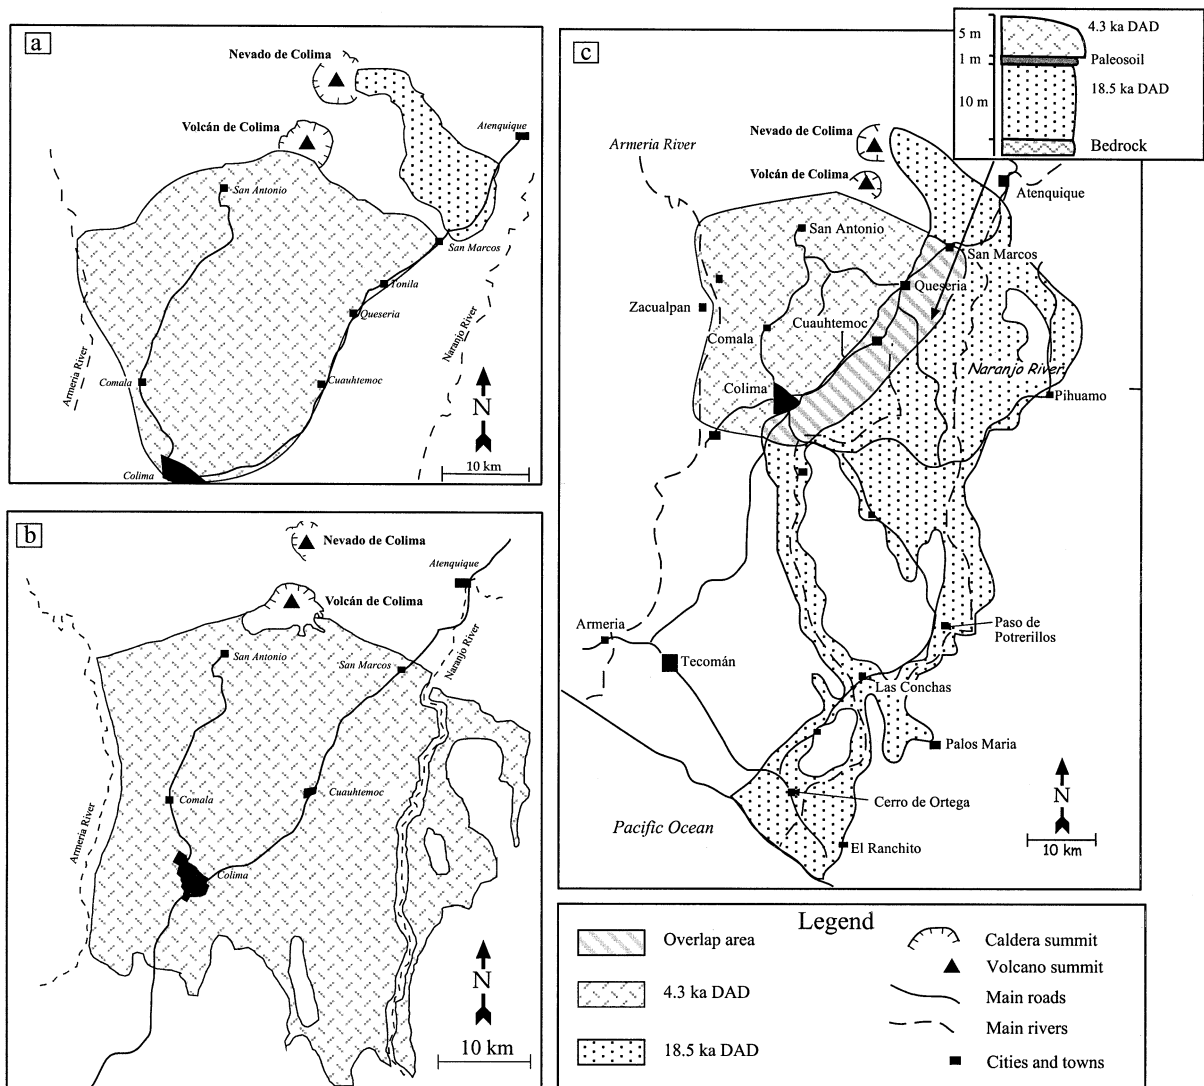 a
Nevado de Colima
Volcán de Colima
Atenquique
San Antonio
San Marcos
Tonila
Queseria
Naranjo River
Armeria River
Comala
Cuauhtemoc
N
10 km
Colima
b
Nevado de Colima
Atenquique
Volcán de Colima
Naranjo River
San Antonio
San Marcos
Armeria River
Comala
Cuauhtemoc
Colima
N
10 km
c
5 m
4.3 ka DAD
1 m
Paleosoil
18.5 ka DAD
10 m
Bedrock
Nevado de Colima
Armeria River
Volcán de Colima
Atenquique
San Antonio
San Marcos
Queseria
Zacualpan
Cuauhtemoc
Comala
Naranjo River
Colima
Pihuamo
Armeria
Paso de
Potrerillos
Tecomán
Las Conchas
Palos Maria
N
Cerro de Ortega
Pacific Ocean
10 km
El Ranchito
Legend
Overlap area
Caldera summit
Volcano summit
4.3 ka DAD
Main roads
Main rivers
18.5 ka DAD
Cities and towns